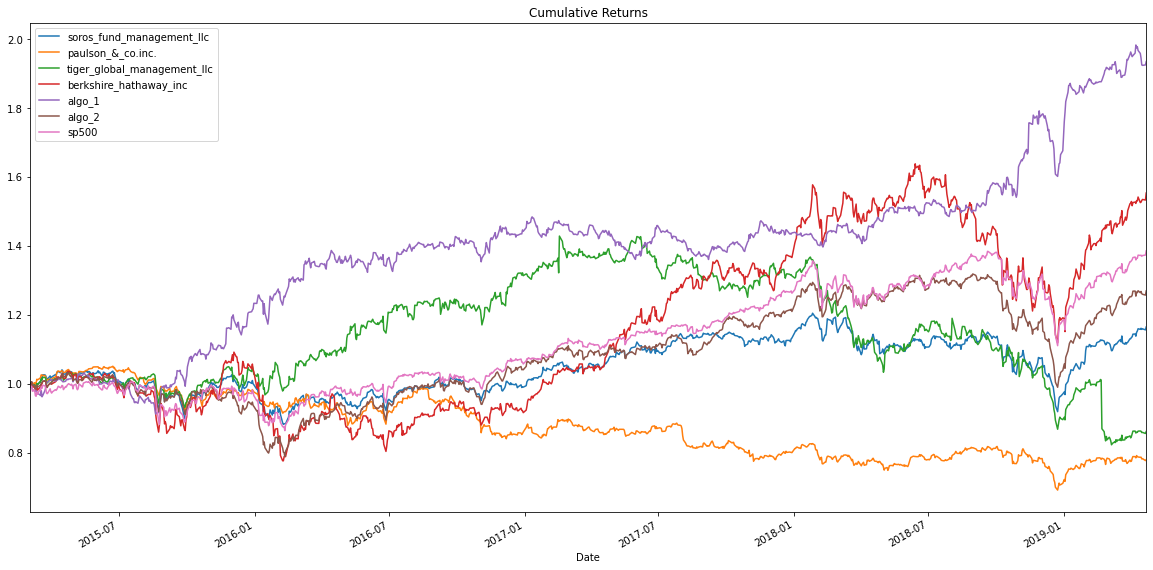 Cumulative Returns
soros_fund_management_llc
paulson_&_co.inc.
tiger_global_management_llc
berkshire_hathaway_inc
algo_1
algo_2
sp500
2.0
1.8
1.6
1.4
1.2
1.0
0.8
2015-07
2016-01
2016-07
2017-01
2017-07
2018-01
2018-07
2019-01
Date